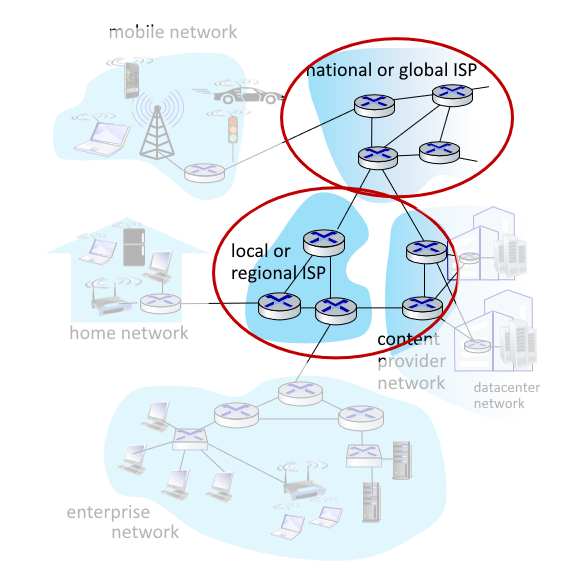 mobile network
national or global ISP
local or
regional ISP
home network
content
provider
network
datacenter
network
enterprise
network